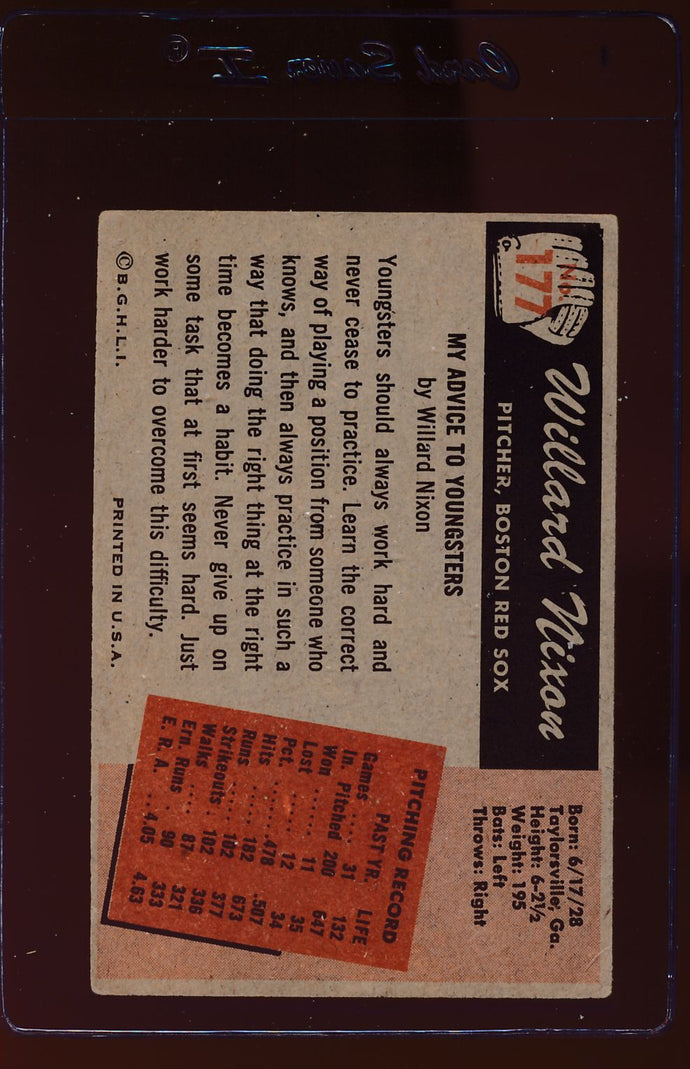 Card Saver II ©
No. 177
Willard Nixon
PITCHER, BOSTON RED SOX
Born: 6/17/28
Taylorsville, Ga.
Height: 6-2½
Weight: 195
Bats: Left
Throws: Right
MY ADVICE TO YOUNGSTERS
by Willard Nixon
Youngsters should always work hard and
never cease to practice. Learn the correct
way of playing a position from someone who
knows, and then always practice in such a
way that doing the right thing at the right
time becomes a habit. Never give up on
some task that at first seems hard. Just
work harder to overcome this difficulty.
PITCHING RECORD
PAST YR. LIFE
Games ..... 31 132
In. Pitched 200 647
Won ...... 11 35
Lost ...... 12 34
Pct. ..... .478 .507
Hits ..... 182 673
Runs ..... 102 377
Strikeouts .. 102 336
Walks ..... 87 321
Ern. Runs .. 90 333
E. R. A. ... 4.05 4.63
©B.G.H.L.I. PRINTED IN U.S.A.